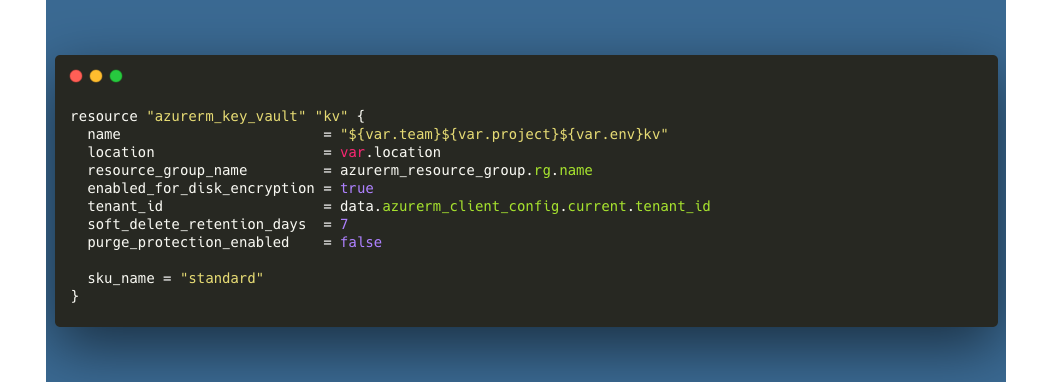 resource "azurerm_key_vault" "kv" {
  name                        = "${var.team}${var.project}${var.env}kv"
  location                    = var.location
  resource_group_name         = azurerm_resource_group.rg.name
  enabled_for_disk_encryption = true
  tenant_id                   = data.azurerm_client_config.current.tenant_id
  soft_delete_retention_days  = 7
  purge_protection_enabled    = false

  sku_name = "standard"
}